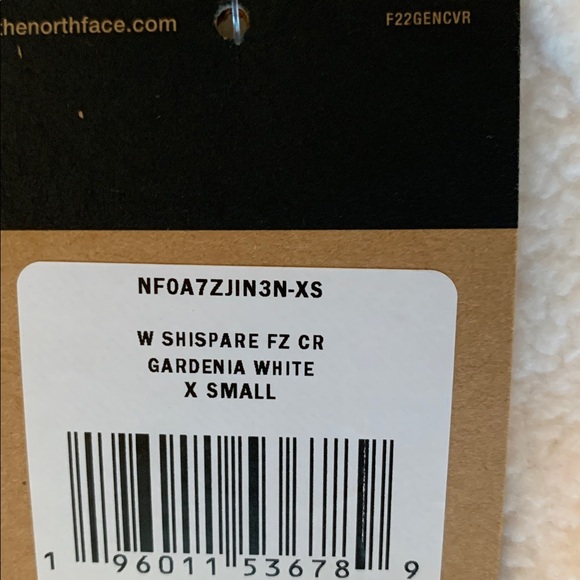 thenorthface.com
F22GENCVR
NF0A7ZJIN3N-XS
W SHISPARE FZ CR
GARDENIA WHITE
X SMALL
1 96011 53678 9